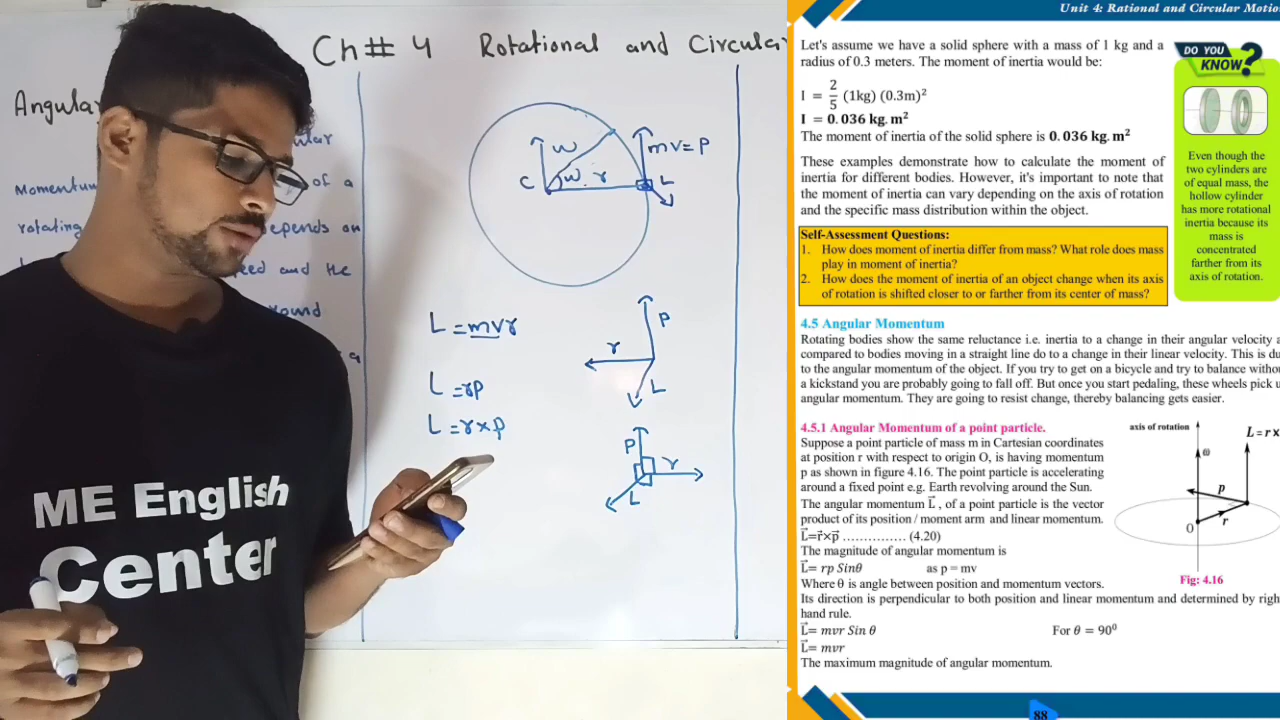 Ch# 4 Rotational and Circular
Angular
Momentum of a
rotating epends on
eed and the
ound
ω
C ω r L
mv=P
L = mvr
L = rp
L = r×p
P
r
L
P
r
L
ME English
Center
Unit 4: Rational and Circular Motio
Let's assume we have a solid sphere with a mass of 1 kg and a
radius of 0.3 meters. The moment of inertia would be:
I = 2/5 (1kg) (0.3m)²
I = 0.036 kg.m²
The moment of inertia of the solid sphere is 0.036 kg.m²
These examples demonstrate how to calculate the moment of
inertia for different bodies. However, it's important to note that
the moment of inertia can vary depending on the axis of rotation
and the specific mass distribution within the object.
Self-Assessment Questions:
1. How does moment of inertia differ from mass? What role does mass
play in moment of inertia?
2. How does the moment of inertia of an object change when its axis
of rotation is shifted closer to or farther from its center of mass?
DO YOU
KNOW?
Even though the
two cylinders are
of equal mass, the
hollow cylinder
has more rotational
inertia because its
mass is
concentrated
farther from its
axis of rotation.
4.5 Angular Momentum
Rotating bodies show the same reluctance i.e. inertia to a change in their angular velocity a
compared to bodies moving in a straight line do to a change in their linear velocity. This is du
to the angular momentum of the object. If you try to get on a bicycle and try to balance witho
a kickstand you are probably going to fall off. But once you start pedaling, these wheels pick u
angular momentum. They are going to resist change, thereby balancing gets easier.
4.5.1 Angular Momentum of a point particle.
Suppose a point particle of mass m in Cartesian coordinates
at position r with respect to origin O, is having momentum
p as shown in figure 4.16. The point particle is accelerating
around a fixed point e.g. Earth revolving around the Sun.
The angular momentum L⃗ , of a point particle is the vector
product of its position / moment arm and linear momentum.
L⃗=r⃗×p⃗ …………… (4.20)
The magnitude of angular momentum is
L⃗= rp Sinθ as p = mv
Where θ is angle between position and momentum vectors.
Its direction is perpendicular to both position and linear momentum and determined by righ
hand rule.
L⃗= mvr Sin θ For θ = 90⁰
L⃗= mvr
The maximum magnitude of angular momentum.
axis of rotation
L = r×
ω
p
O
r
Fig: 4.16
88